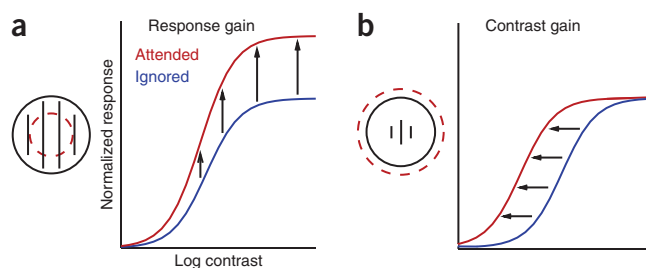 a
Response gain
Attended
Ignored
Normalized response
Log contrast
b
Contrast gain